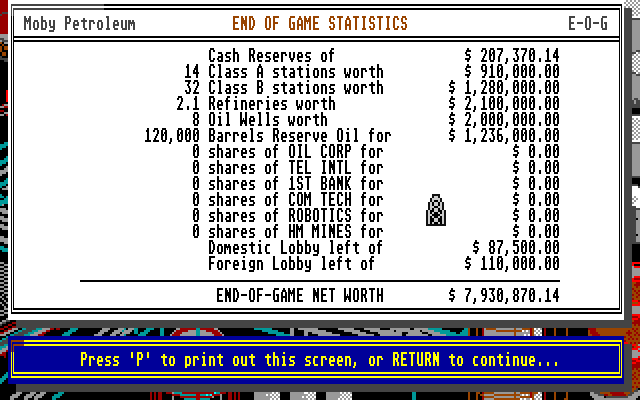 Moby Petroleum END OF GAME STATISTICS E-O-G
Cash Reserves of $ 207,370.14
14 Class A stations worth $ 910,000.00
32 Class B stations worth $ 1,280,000.00
2.1 Refineries worth $ 2,100,000.00
8 Oil Wells worth $ 2,000,000.00
120,000 Barrels Reserve Oil for $ 1,236,000.00
0 shares of OIL CORP for $ 0.00
0 shares of TEL INTL for $ 0.00
0 shares of 1ST BANK for $ 0.00
0 shares of COM TECH for $ 0.00
0 shares of ROBOTICS for $ 0.00
0 shares of HM MINES for $ 0.00
Domestic Lobby left of $ 87,500.00
Foreign Lobby left of $ 110,000.00
END-OF-GAME NET WORTH $ 7,930,870.14
Press 'P' to print out this screen, or RETURN to continue...